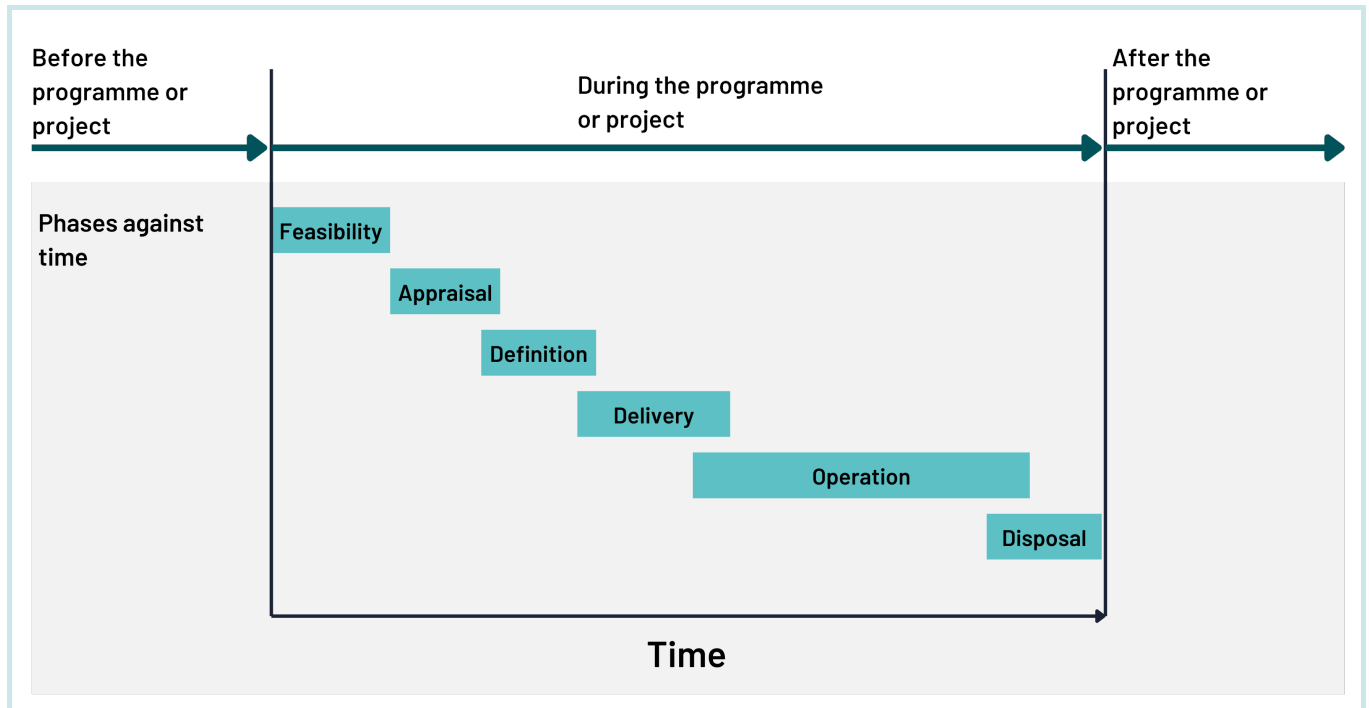 Before the
programme or
project
During the programme
or project
After the
programme or
project
Phases against
time
Feasibility
Appraisal
Definition
Delivery
Operation
Disposal
Time